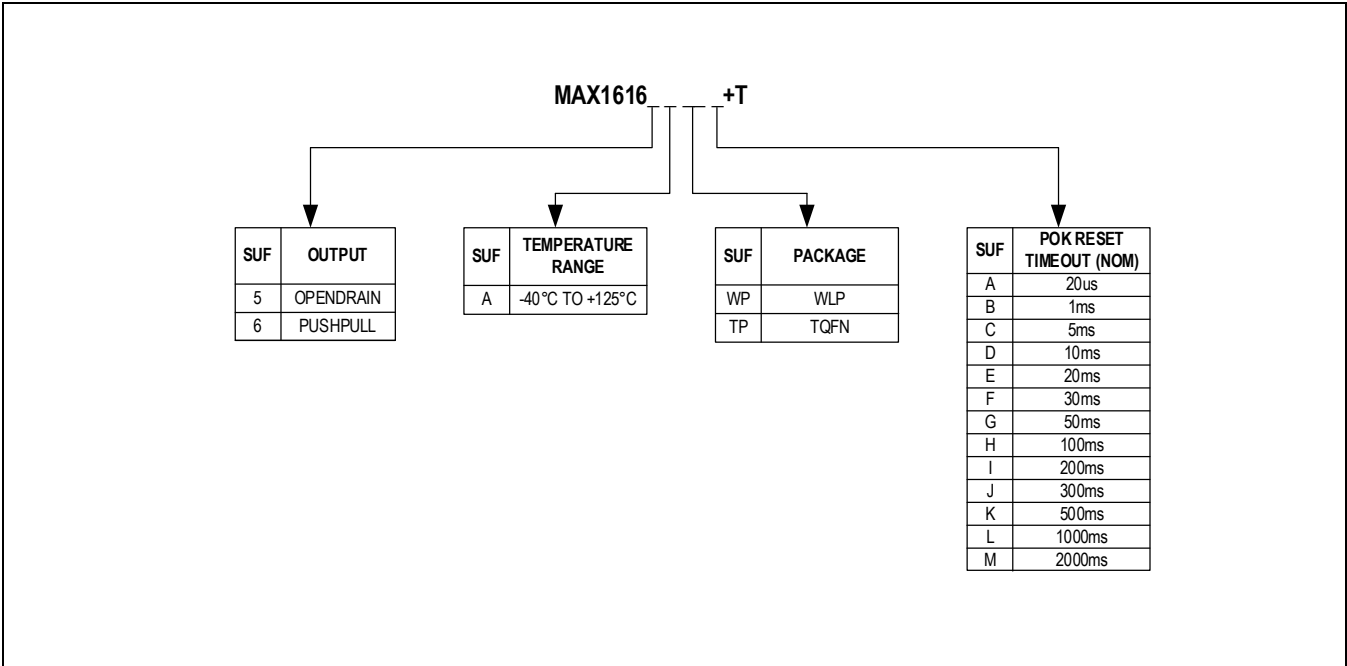 MAX1616_ _ __ _+T
SUF OUTPUT
5 OPENDRAIN
6 PUSHPULL
SUF TEMPERATURE
RANGE
A -40°C TO +125°C
SUF PACKAGE
WP WLP
TP TQFN
SUF POK RESET
TIMEOUT (NOM)
A 20us
B 1ms
C 5ms
D 10ms
E 20ms
F 30ms
G 50ms
H 100ms
I 200ms
J 300ms
K 500ms
L 1000ms
M 2000ms